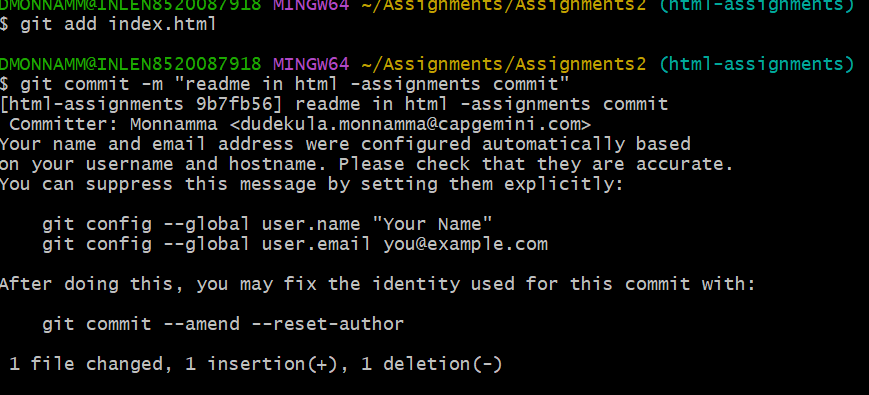 DMONNAMM@INLEN8520087918 MINGW64 ~/Assignments/Assignments2 (html-assignments)
$ git add index.html
DMONNAMM@INLEN8520087918 MINGW64 ~/Assignments/Assignments2 (html-assignments)
$ git commit -m "readme in html -assignments commit"
[html-assignments 9b7fb56] readme in html -assignments commit
 Committer: Monnamma <dudekula.monnamma@capgemini.com>
Your name and email address were configured automatically based
on your username and hostname. Please check that they are accurate.
You can suppress this message by setting them explicitly:
    git config --global user.name "Your Name"
    git config --global user.email you@example.com
After doing this, you may fix the identity used for this commit with:
    git commit --amend --reset-author
 1 file changed, 1 insertion(+), 1 deletion(-)